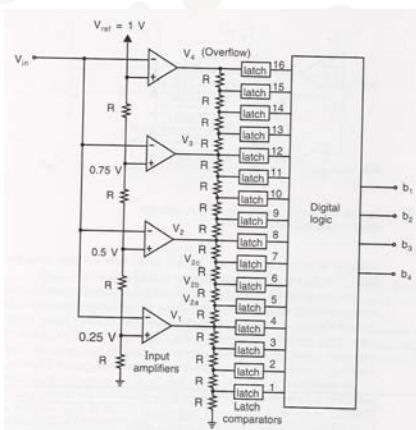 V_ref = 1 V
V_in
V_4 (Overflow)
R
R
R
R
R
latch 16
latch 15
latch 14
latch 13
V_3
0.75 V
R
R
R
R
R
latch 12
latch 11
latch 10
latch 9
V_2
0.5 V
V_2c
V_2b
V_2a
R
R
R
R
R
latch 8
latch 7
latch 6
latch 5
V_1
0.25 V
R
R
R
R
R
latch 4
latch 3
latch 2
latch 1
Input
amplifiers
Latch
comparators
Digital
logic
b_1
b_2
b_3
b_4